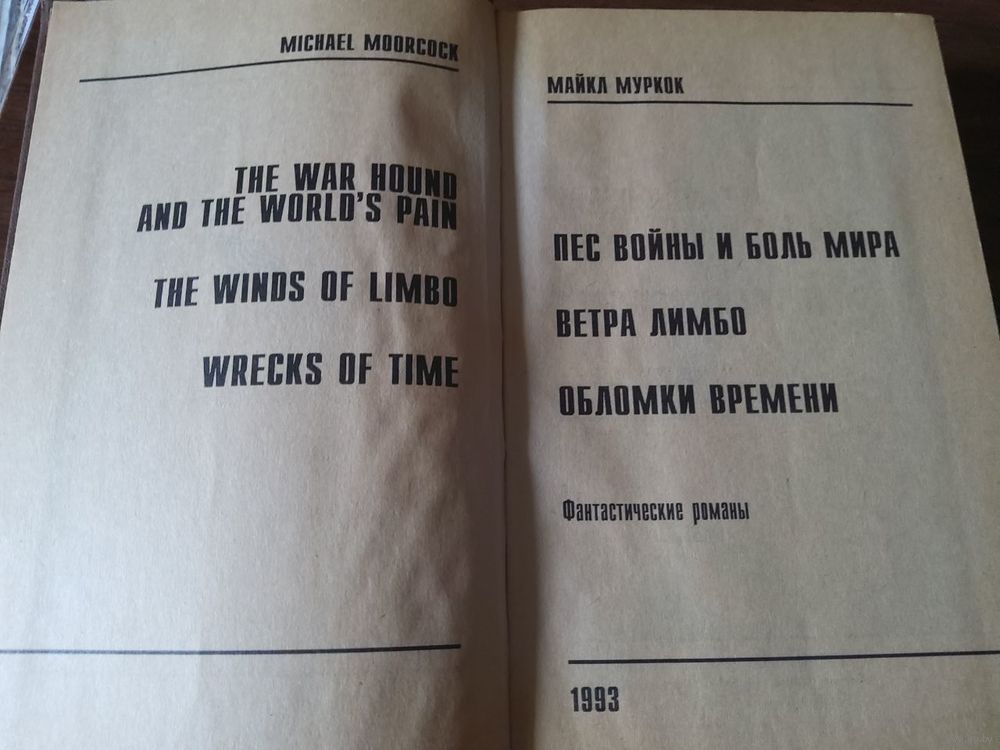 MICHAEL MOORCOCK
THE WAR HOUND
AND THE WORLD'S PAIN
THE WINDS OF LIMBO
WRECKS OF TIME
МАЙКЛ МУРКОК
ПЕС ВОЙНЫ И БОЛЬ МИРА
ВЕТРА ЛИМБО
ОБЛОМКИ ВРЕМЕНИ
Фантастические романы
1993